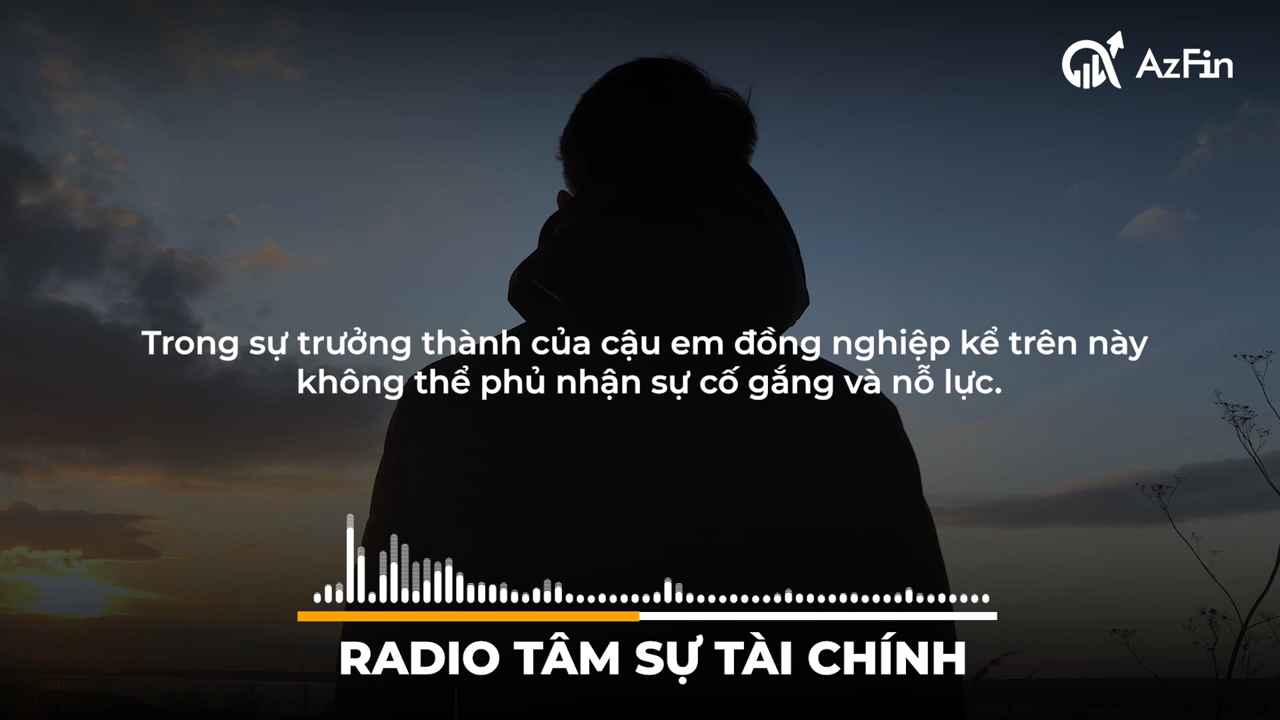 AzFin
Trong sự trưởng thành của cậu em đồng nghiệp kể trên này
không thể phủ nhận sự cố gắng và nỗ lực.
RADIO TÂM SỰ TÀI CHÍNH